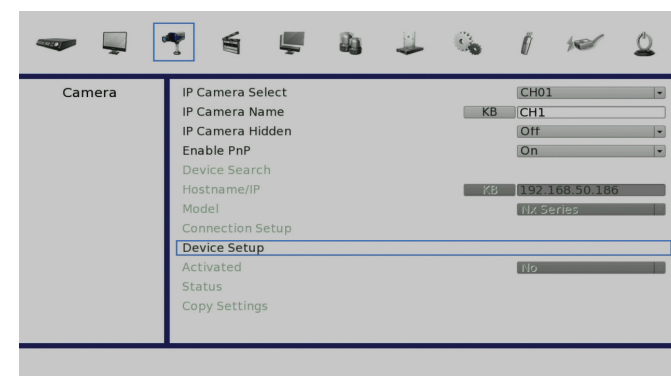 Camera
IP Camera Select CH01
IP Camera Name KB CH1
IP Camera Hidden Off
Enable PnP On
Device Search
Hostname/IP KB 192.168.50.186
Model Nx Series
Connection Setup
Device Setup
Activated No
Status
Copy Settings